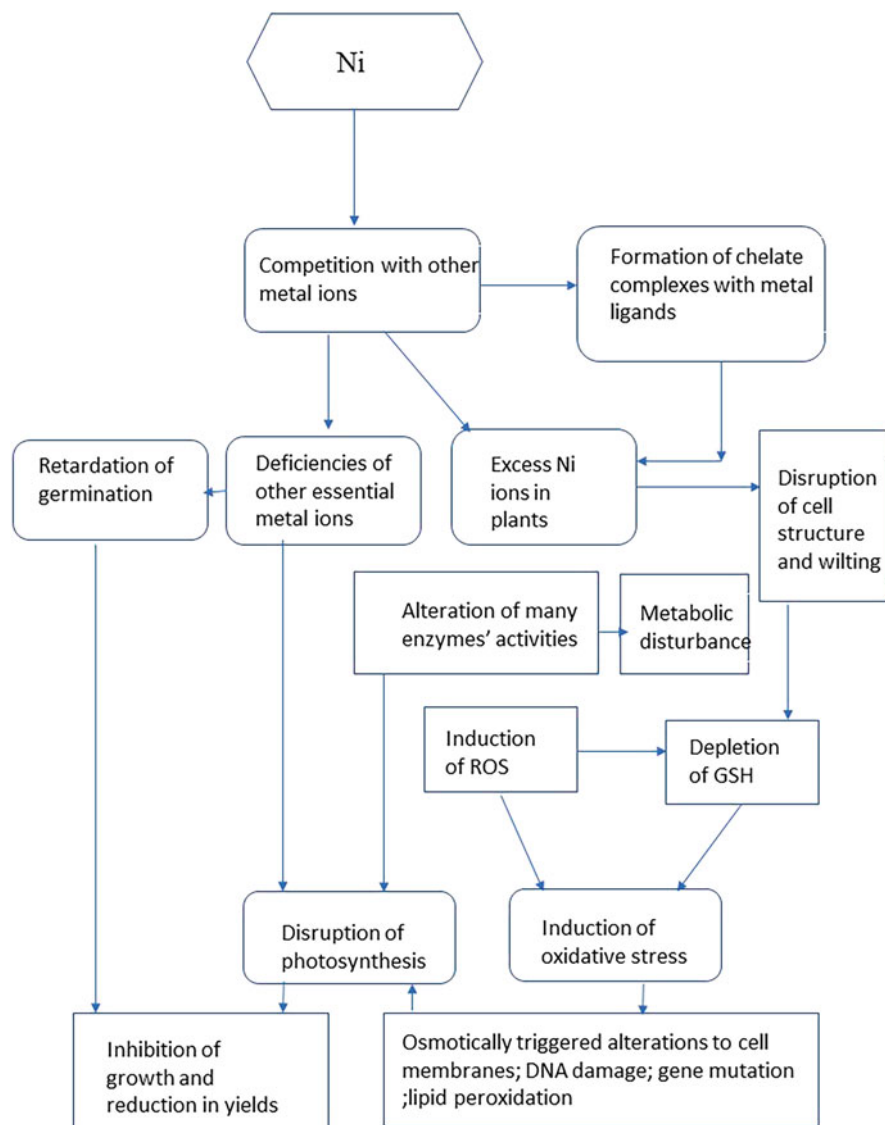 Ni
Competition with other
metal ions
Formation of chelate
complexes with metal
ligands
Retardation of
germination
Deficiencies of
other essential
metal ions
Excess Ni
ions in
plants
Disruption
of cell
structure
and wilting
Alteration of many
enzymes’ activities
Metabolic
disturbance
Induction
of ROS
Depletion
of GSH
Disruption of
photosynthesis
Induction of
oxidative stress
Inhibition of
growth and
reduction in yields
Osmotically triggered alterations to cell
membranes; DNA damage; gene mutation
;lipid peroxidation